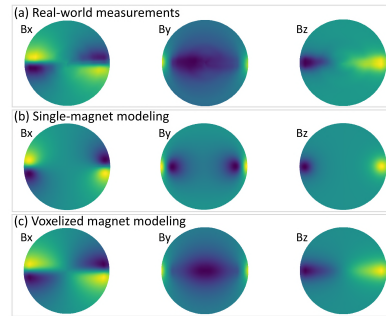 (a) Real-world measurements
Bx By Bz
(b) Single-magnet modeling
Bx By Bz
(c) Voxelized magnet modeling
Bx By Bz